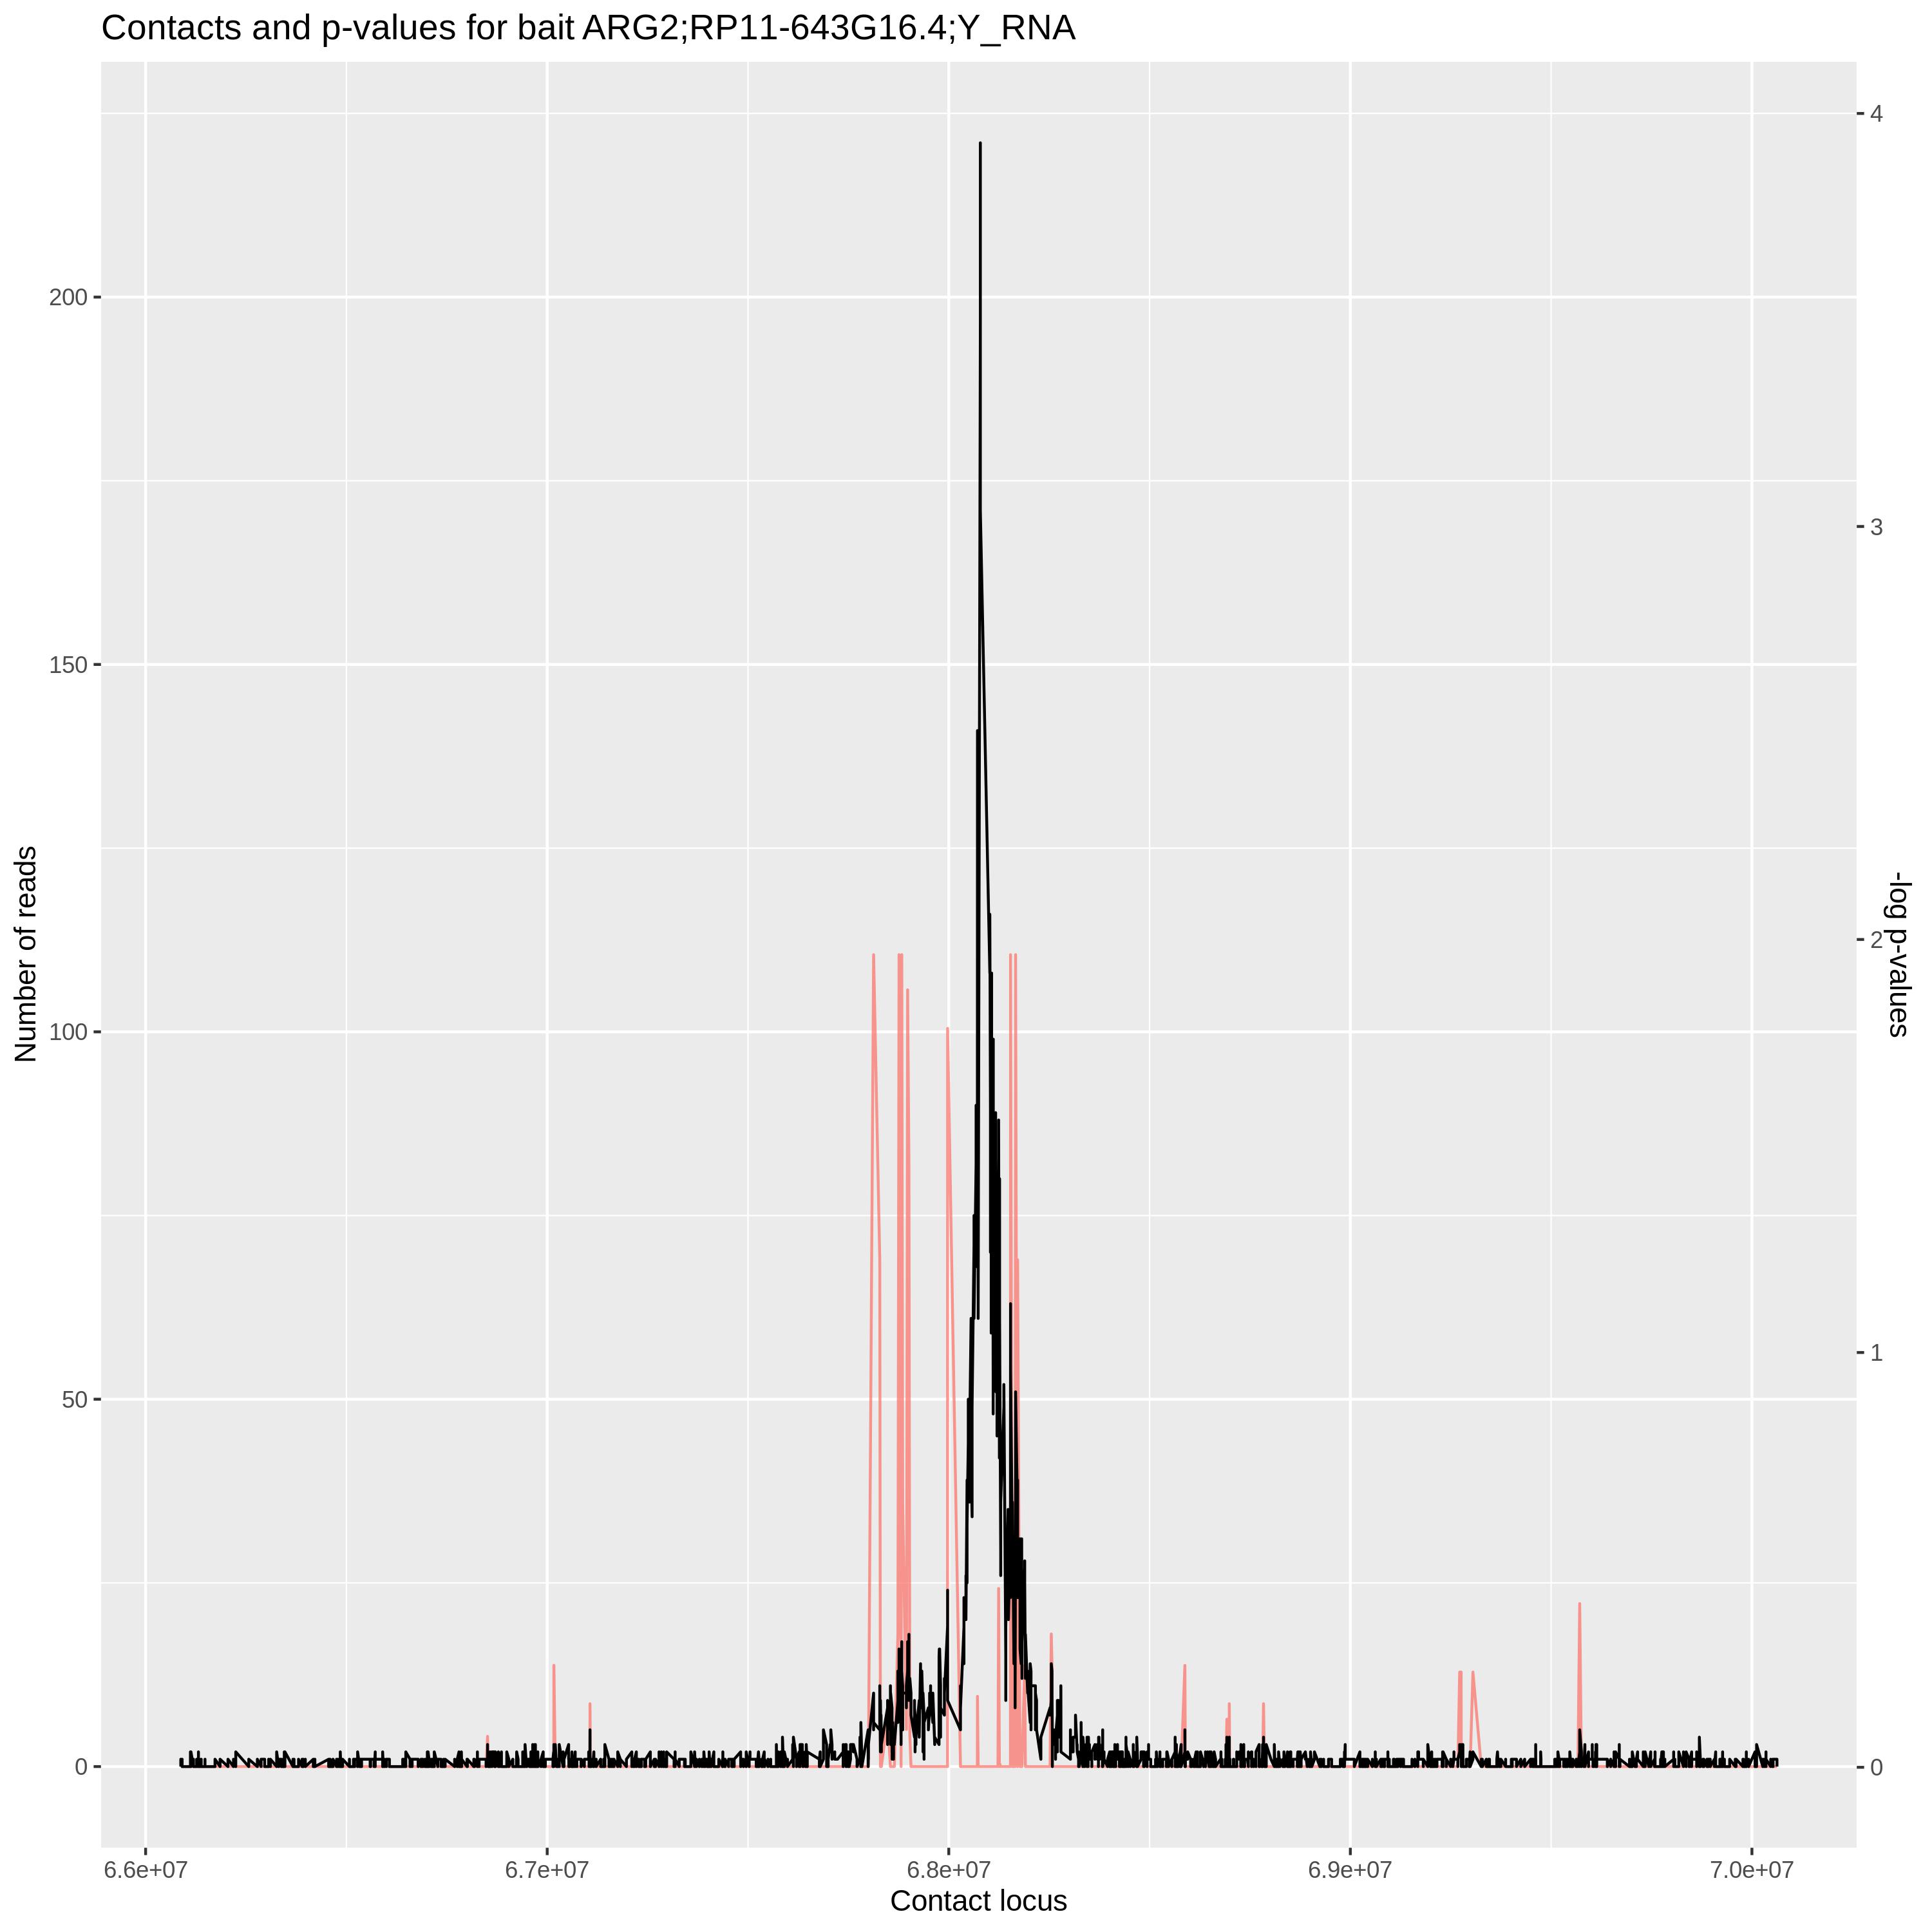 Contacts and p-values for bait ARG2;RP11-643G16.4;Y_RNA
Number of reads
200
150
100
50
0
4
3
2
1
0
-log p-values
6.6e+07
6.7e+07
6.8e+07
6.9e+07
7.0e+07
Contact locus